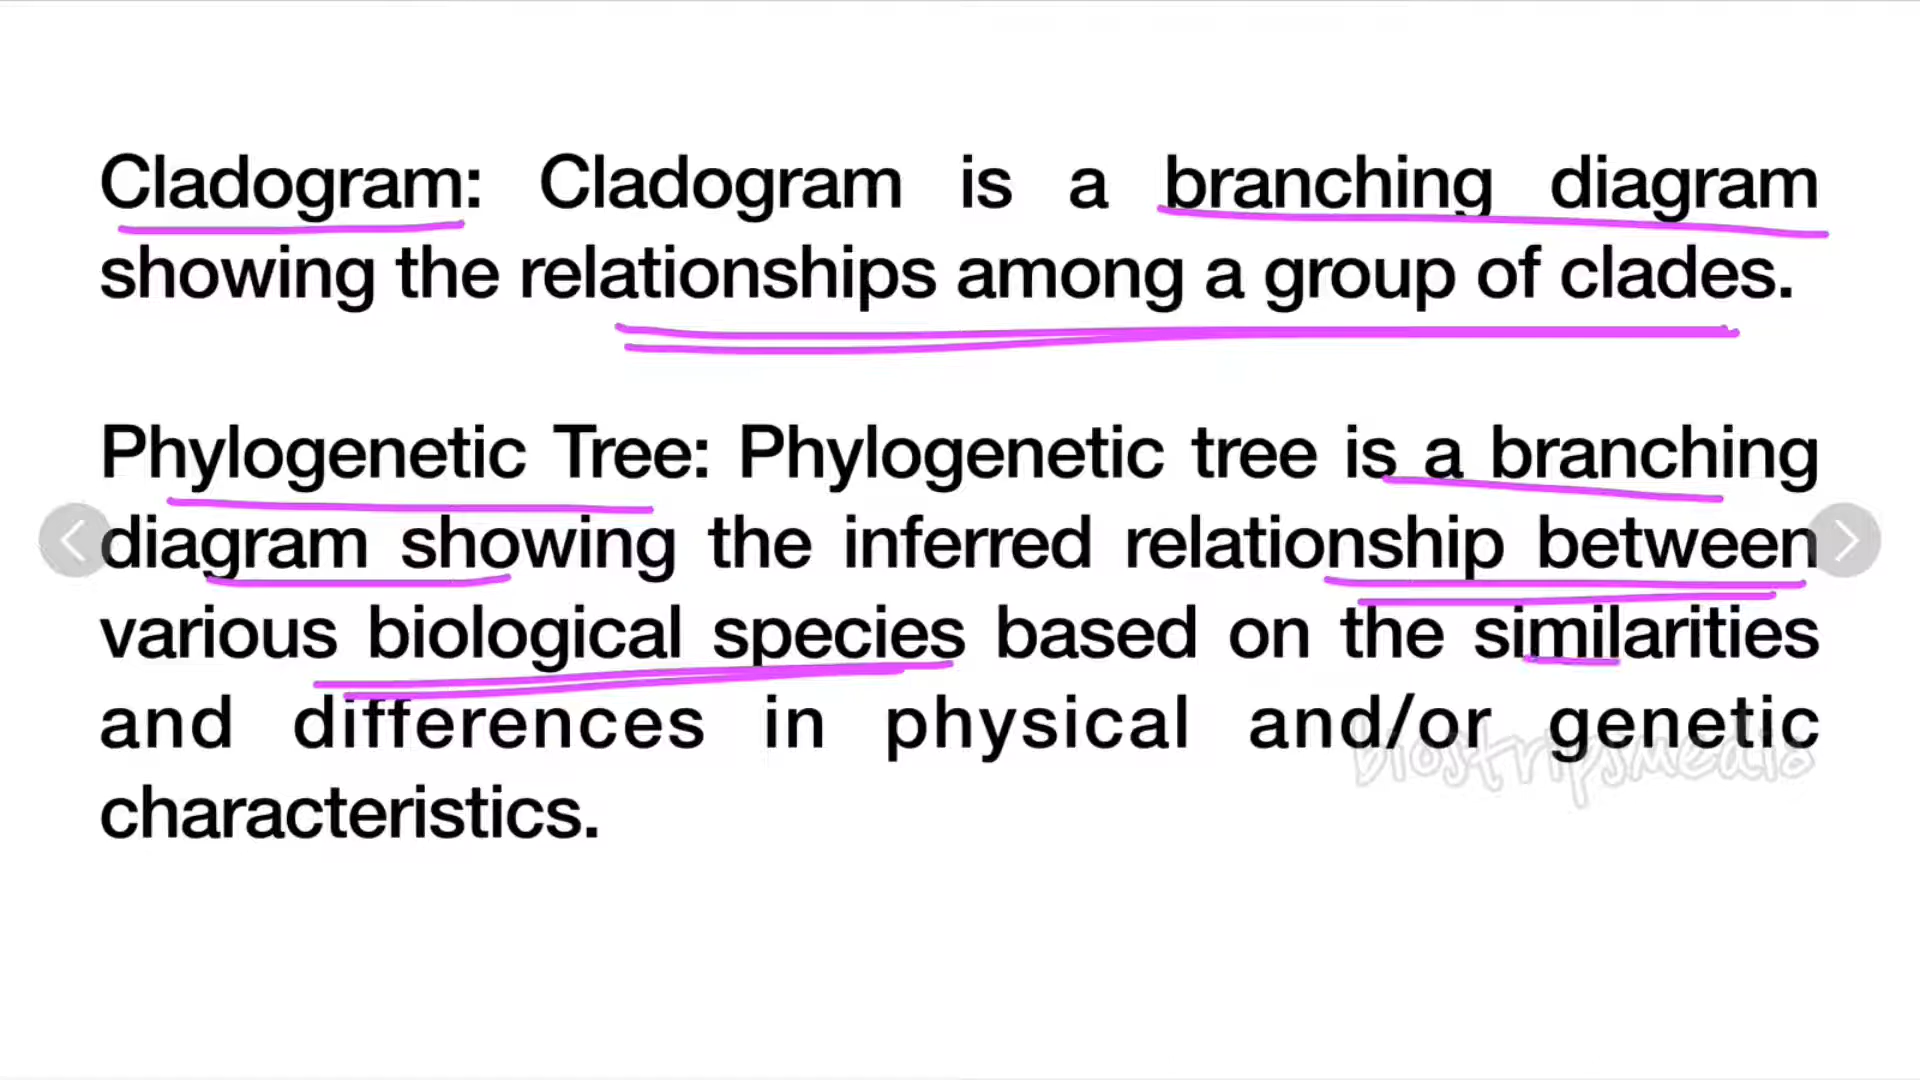 Cladogram: Cladogram is a branching diagram
showing the relationships among a group of clades.
Phylogenetic Tree: Phylogenetic tree is a branching
diagram showing the inferred relationship between
various biological species based on the similarities
and differences in physical and/or genetic
biostripsmedia
characteristics.